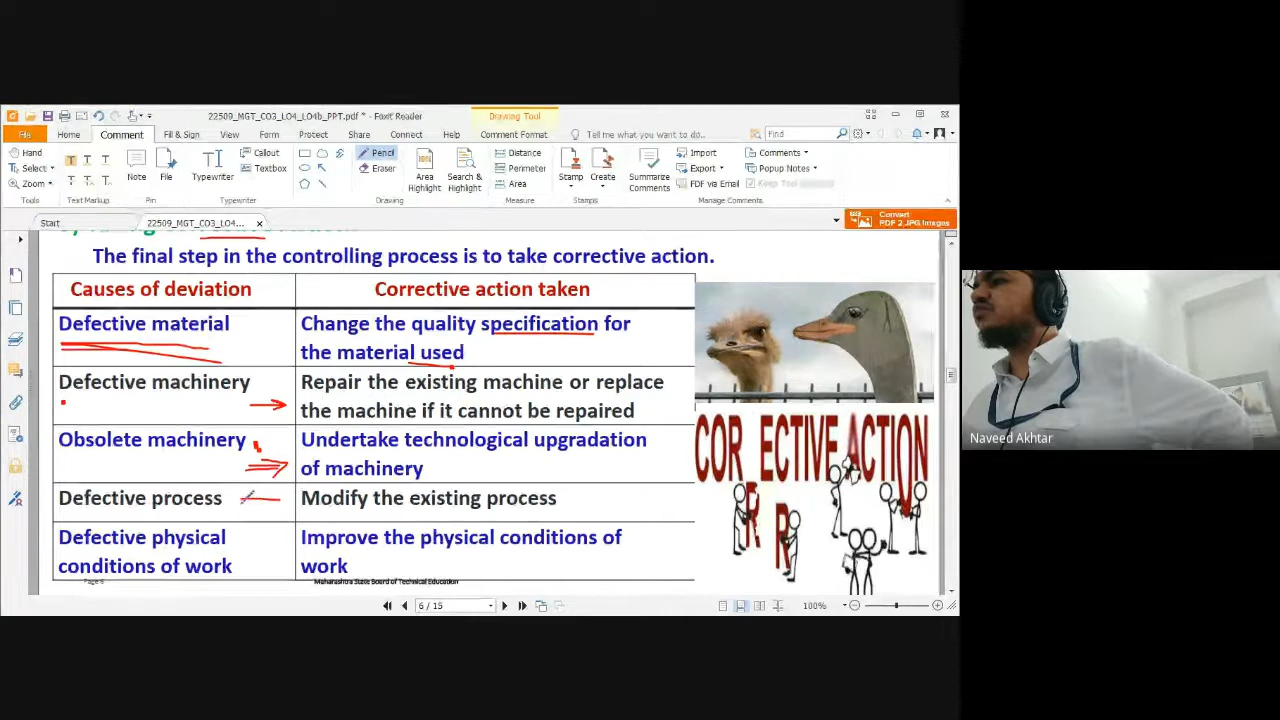 22509_MGT_CO3_LO4_LO4b_PPT.pdf * - Foxit Reader
Drawing Tool
File Home Comment Fill & Sign View Form Protect Share Connect Help Comment Format Tell me what you want to do.. Find
Hand
Select
Zoom
Tools
T T T
T T T
Text Markup
Note
File
Pin
Typewriter
Callout
Textbox
Typewriter
Pencil
Eraser
Drawing
Area
Highlight
Search &
Highlight
Distance
Perimeter
Area
Measure
Stamp
Create
Stamps
Summarize
Comments
Import
Export
FDF via Email
Comments
Popup Notes
Keep Tool
Manage Comments
Start
22509_MGT_CO3_LO4...
Convert
PDF 2 JPG Images
The final step in the controlling process is to take corrective action.
Causes of deviation Corrective action taken
Defective material Change the quality specification for
the material used
Defective machinery Repair the existing machine or replace
the machine if it cannot be repaired
Obsolete machinery Undertake technological upgradation
of machinery
Defective process Modify the existing process
Defective physical Improve the physical conditions of
conditions of work work
CORRECTIVE ACTION
Page 6 Maharashtra State Board of Technical Education
6 / 15
100%
Naveed Akhtar